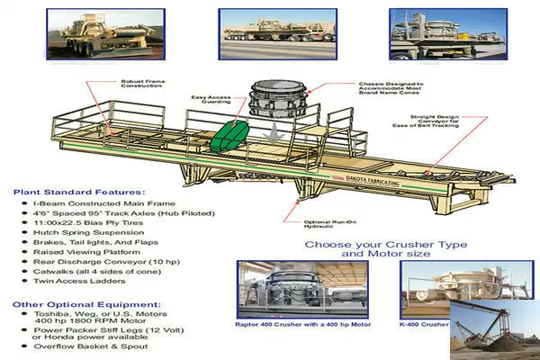 Robust Frame
Construction
Easy Access
Guarding
Chassis Designed to
Accommodate Most
Brand Name Cones
Straight Design
Conveyor for
Ease of Belt Tracking
DAKOTA FABRICATING
Optional Run-On
Hydraulic
Plant Standard Features:
I-Beam Constructed Main Frame
4'6" Spaced 95" Track Axles (Hub Piloted)
11:00x22.5 Bias Ply Tires
Hutch Spring Suspension
Brakes, Tail lights, And Flaps
Raised Viewing Platform
Rear Discharge Conveyor (10 hp)
Catwalks (all 4 sides of cone)
Twin Access Ladders
Other Optional Equipment:
Toshiba, Weg, or U.S. Motors
400 hp 1800 RPM Motor
Power Packer Stiff Legs (12 Volt)
or Honda power available
Overflow Basket & Spout
Choose your Crusher Type
and Motor size
Raptor 400 Crusher with a 400 hp Motor
K-400 Crusher